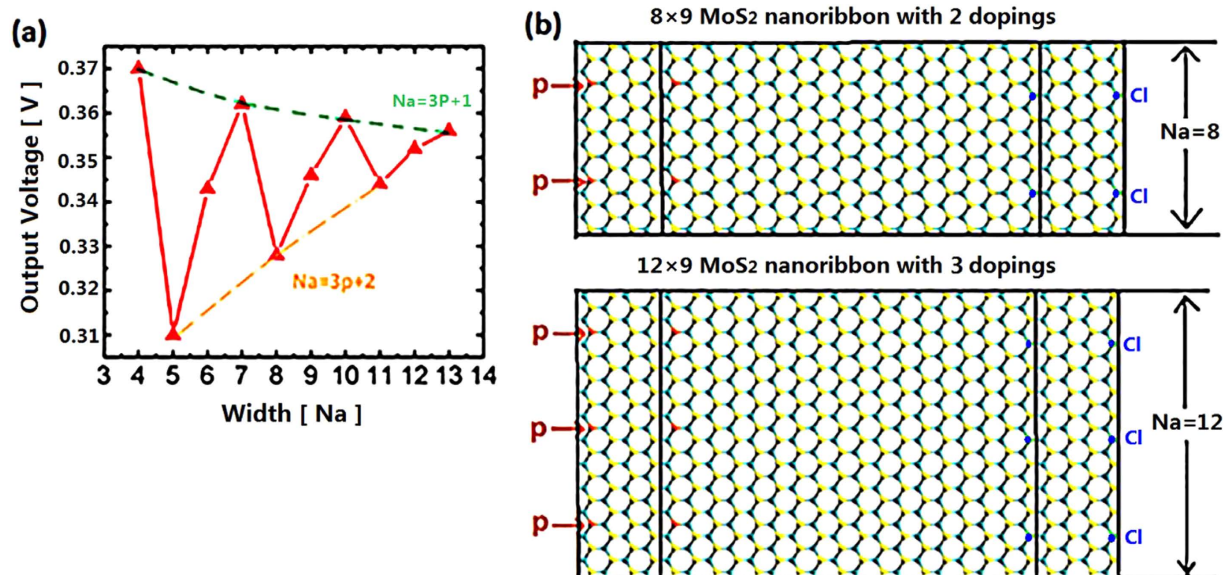 (a)
0.37
0.36
0.35
0.34
0.33
0.32
0.31
Output Voltage [ V ]
Na=3P+1
Na=3p+2
3 4 5 6 7 8 9 10 11 12 13 14
Width [ Na ]
(b)
8×9 MoS2 nanoribbon with 2 dopings
p
p
Cl
Cl
Na=8
12×9 MoS2 nanoribbon with 3 dopings
p
p
p
Cl
Cl
Cl
Na=12